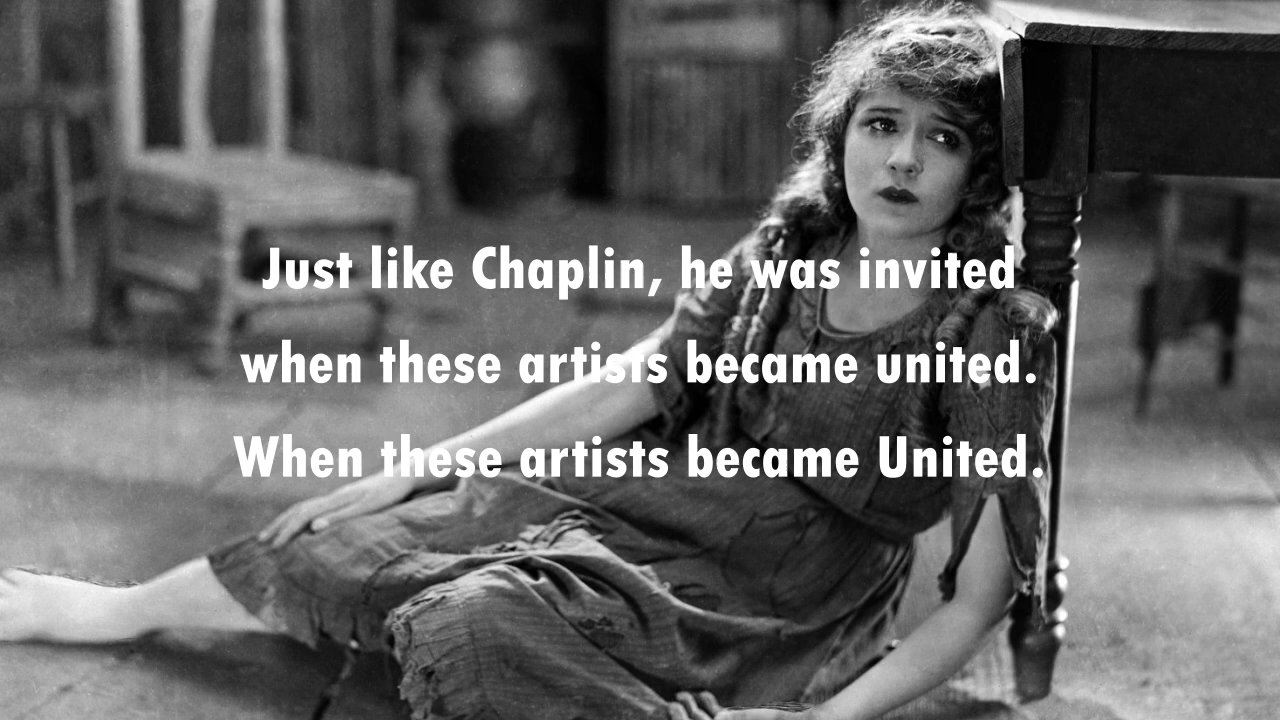 Just like Chaplin, he was invited
when these artists became united.
When these artists became United.